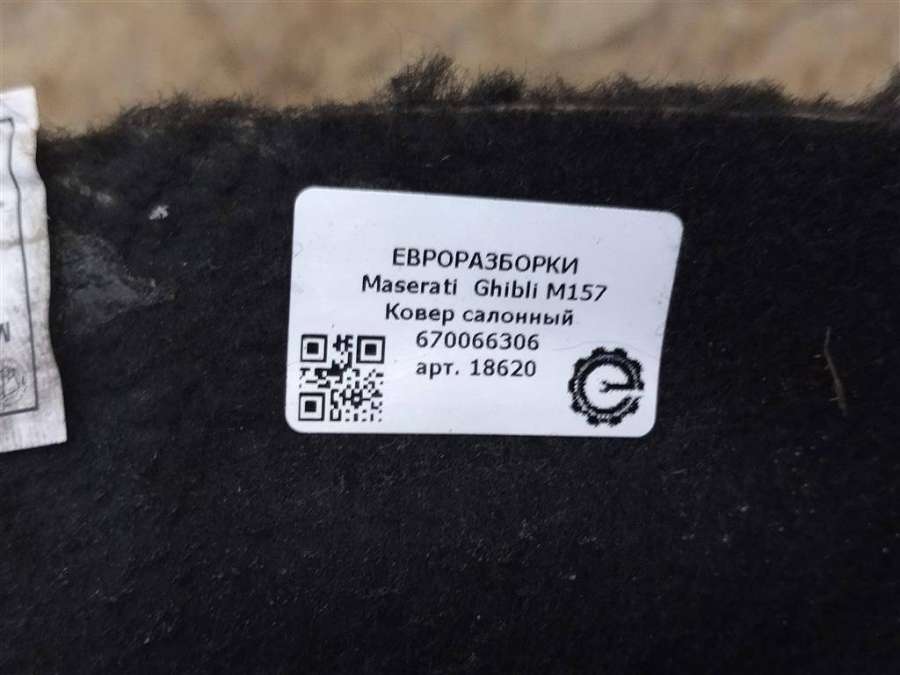 ЕВРОРАЗБОРКИ
Maserati Ghibli M157
Ковер салонный
670066306
арт. 18620